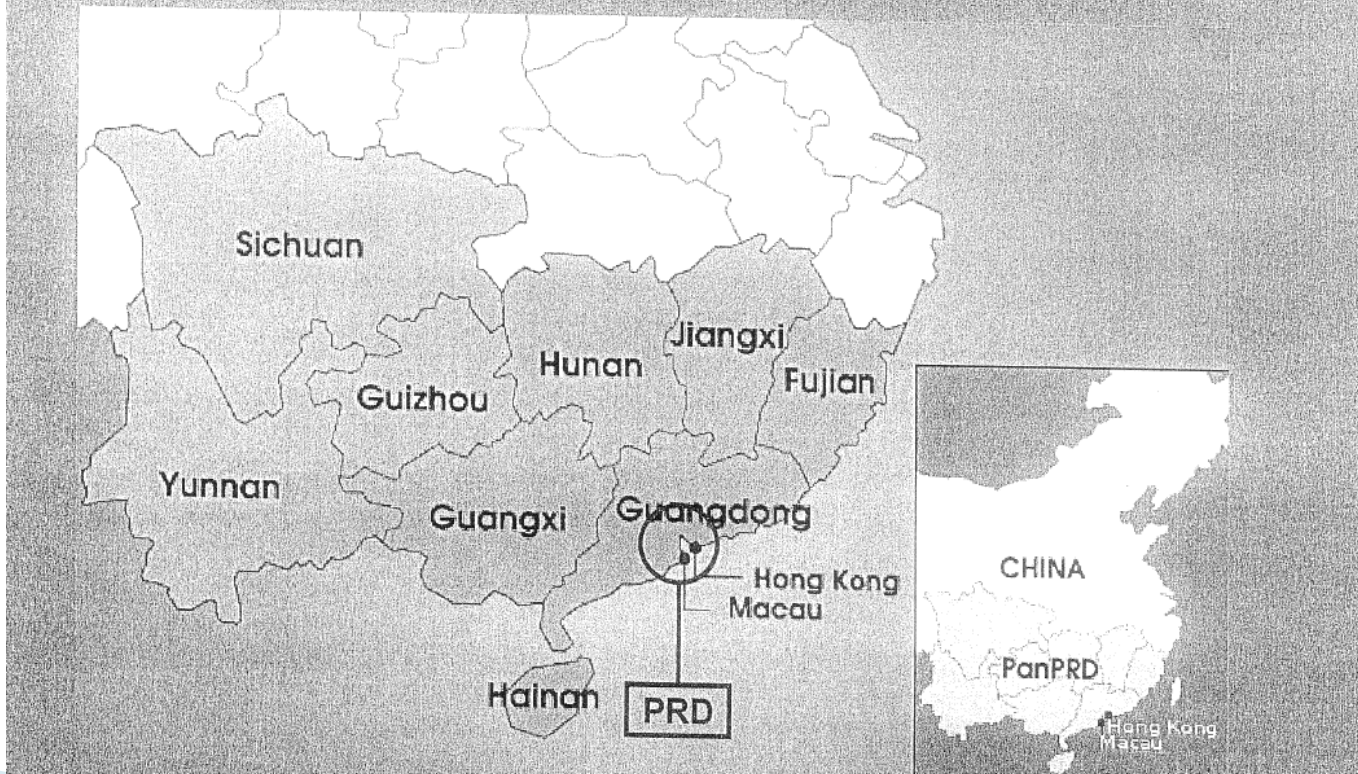 Sichuan
Jiangxi
Hunan
Fujian
Guizhou
Yunnan
Guangxi
Guangdong
Hong Kong
Macau
Hainan
PRD
CHINA
PanPRD
Hong Kong
Macau